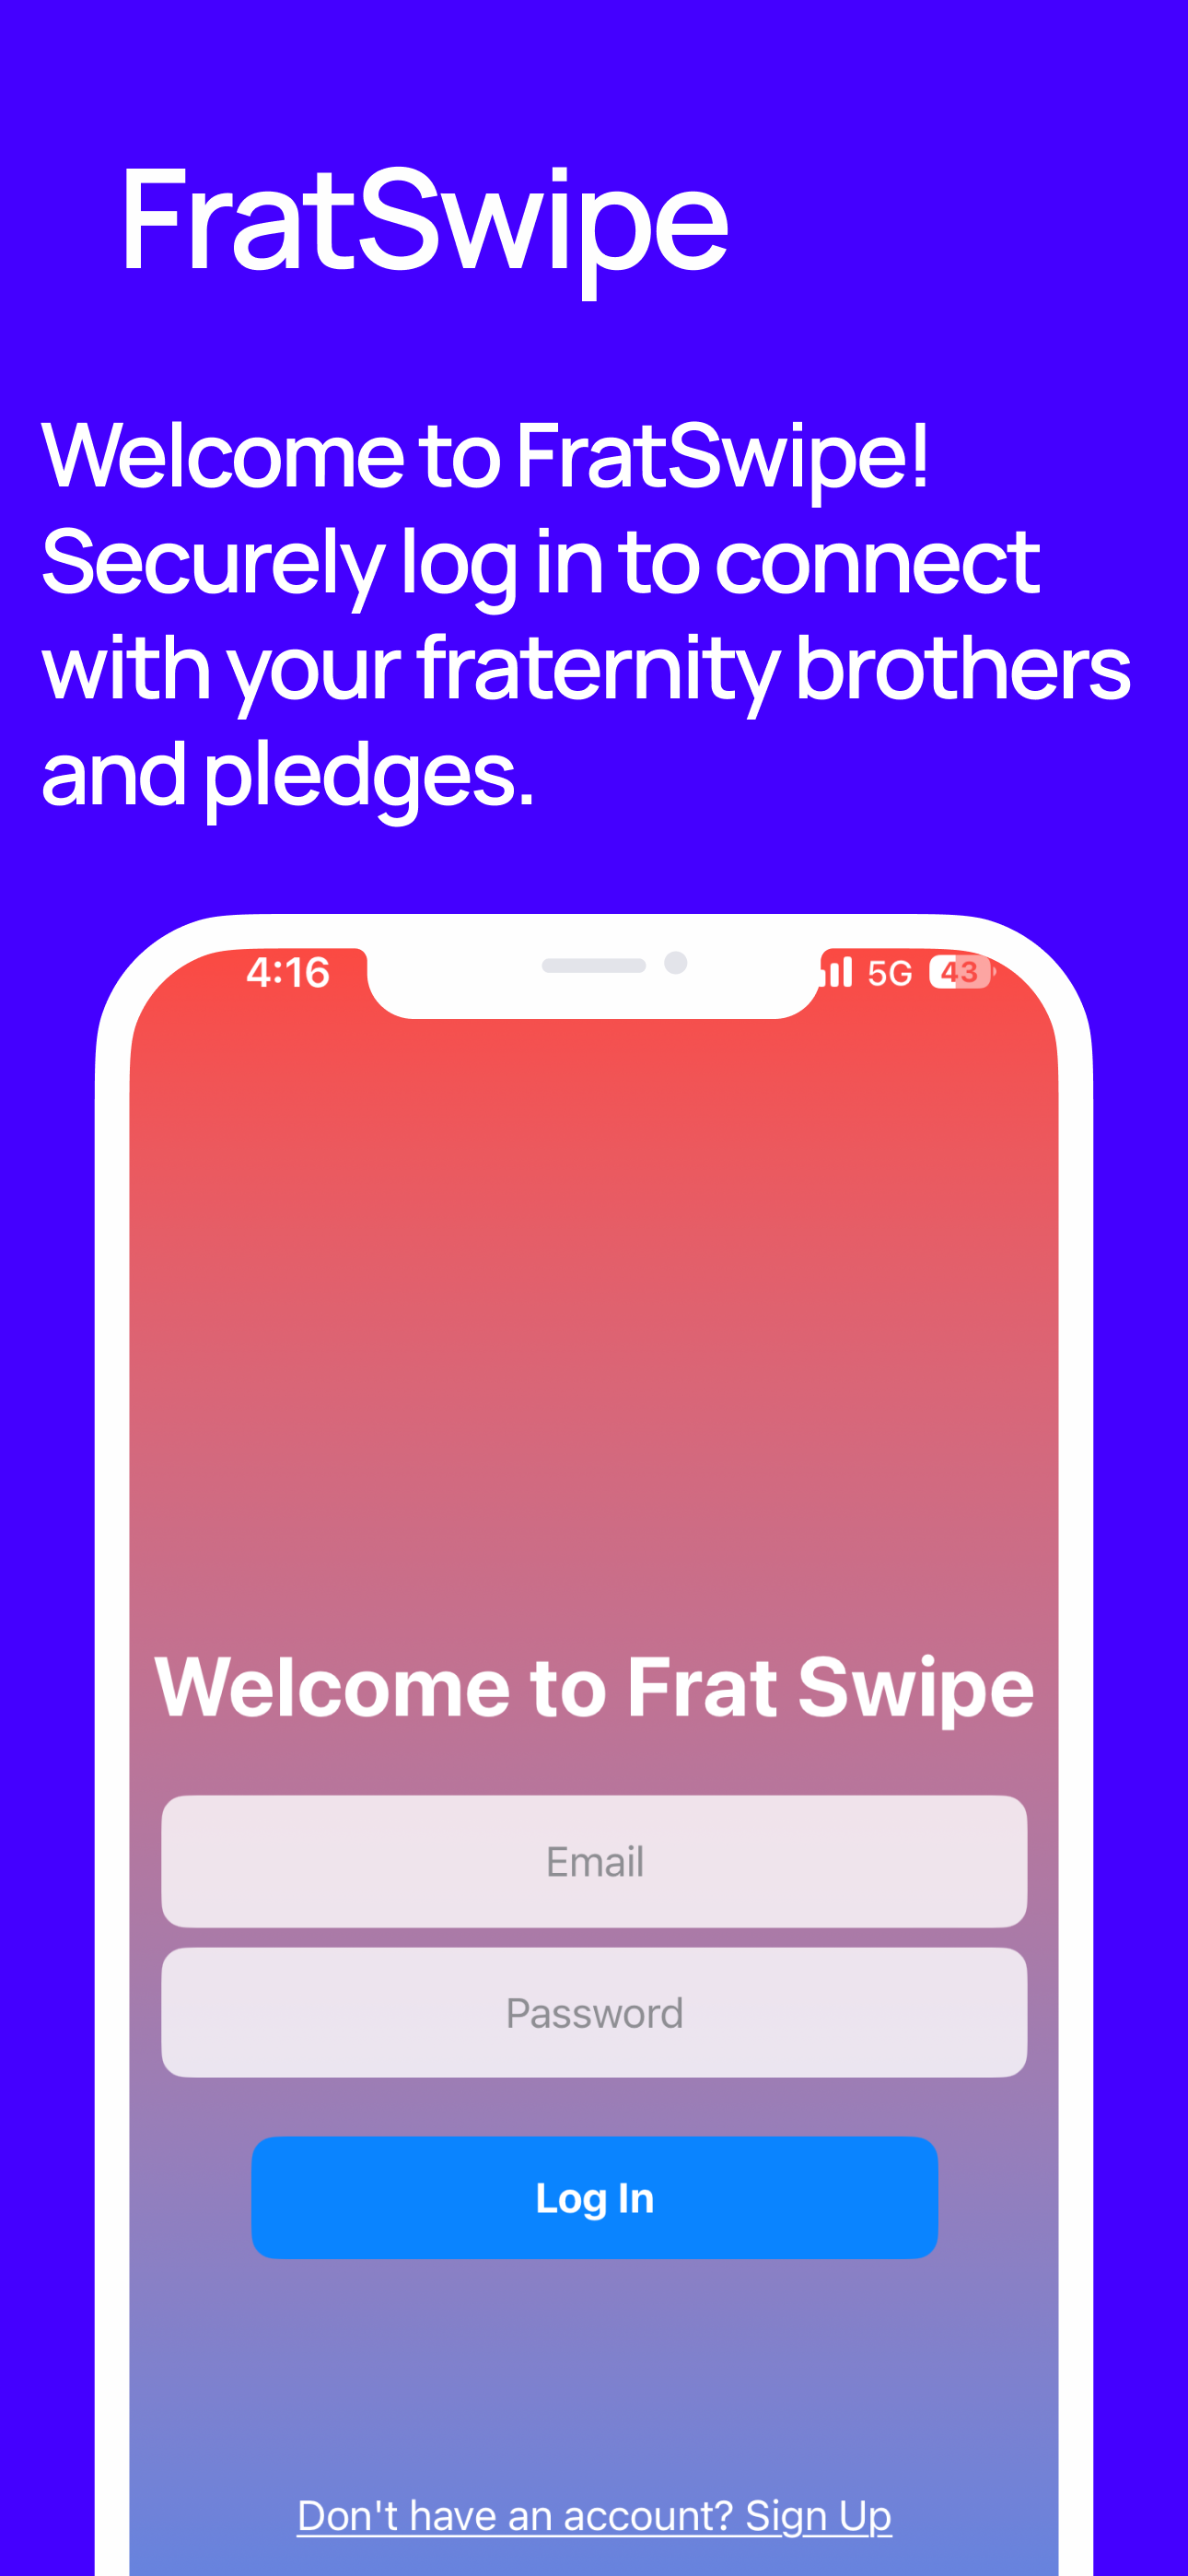 FratSwipe
Welcome to FratSwipe!
Securely log in to connect
with your fraternity brothers
and pledges.
4:16 5G 43
Welcome to Frat Swipe
Email
Password
Log In
Don't have an account? Sign Up